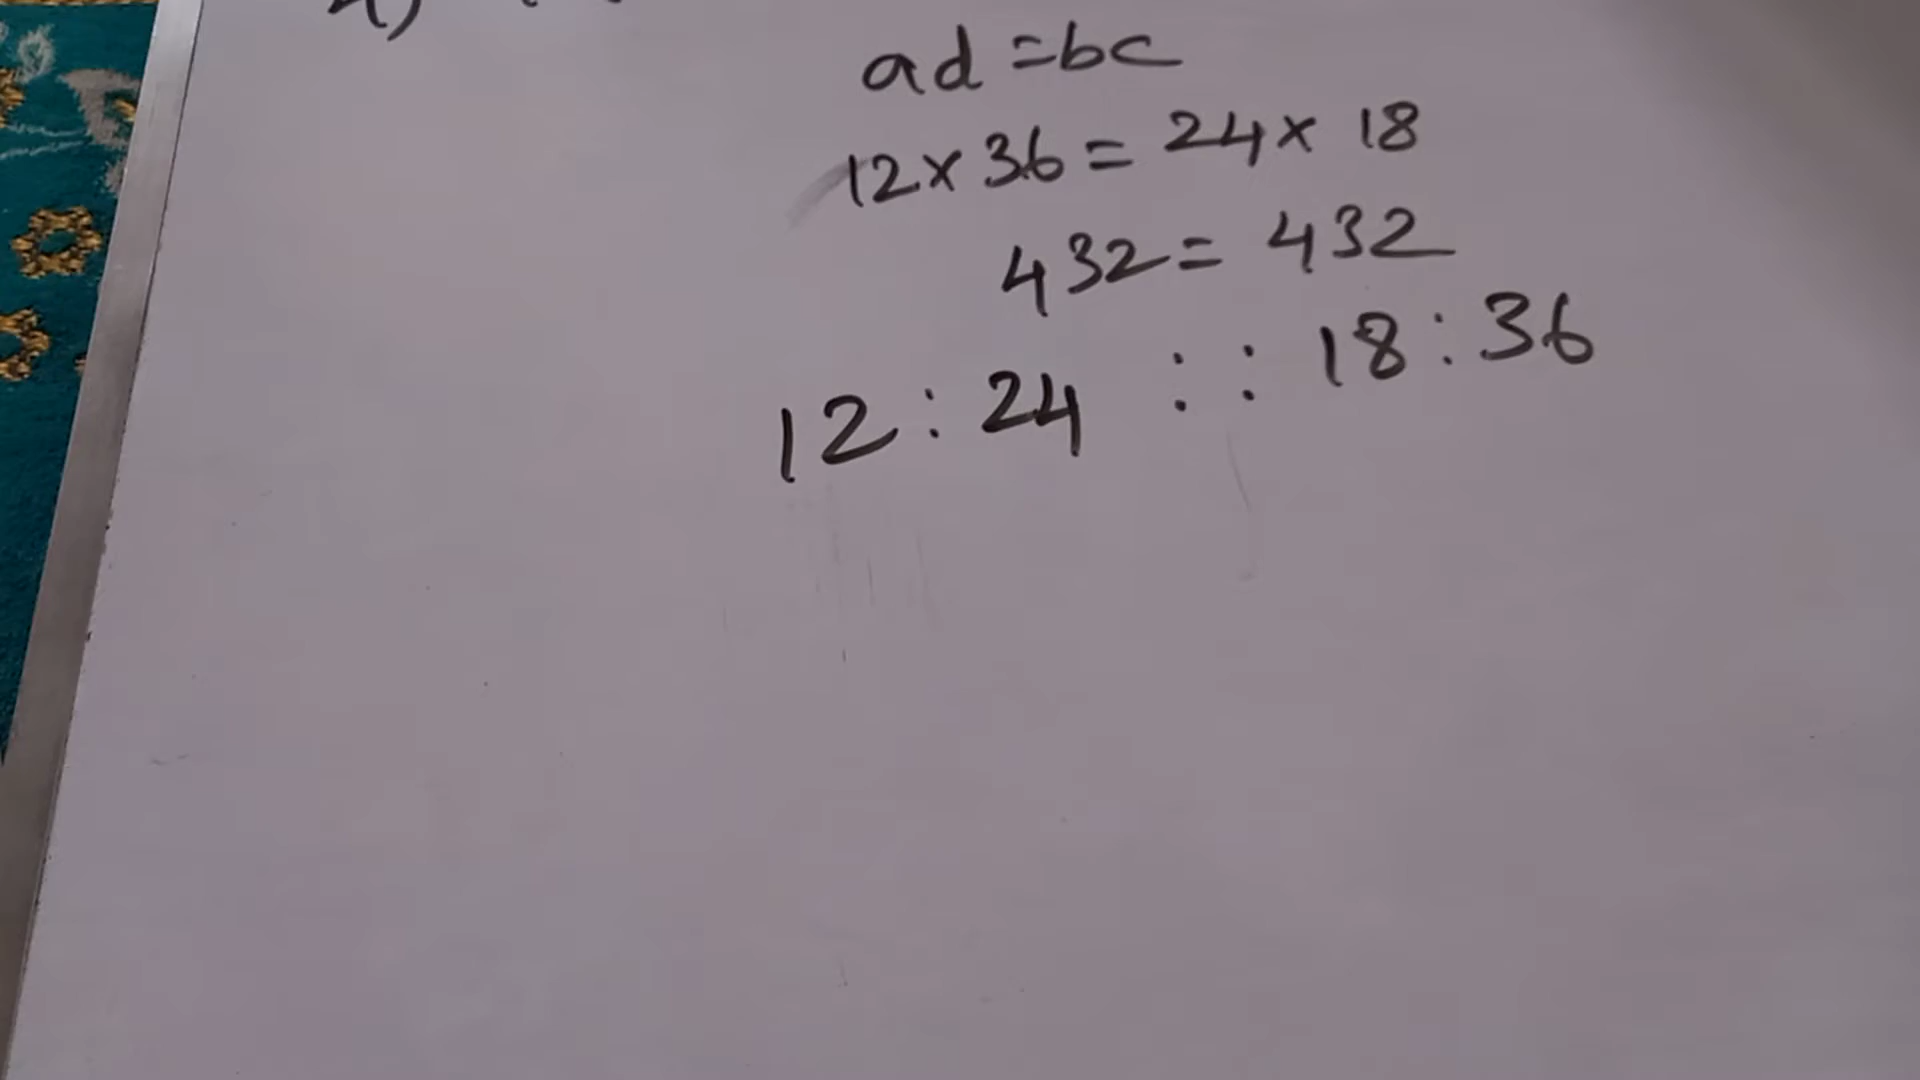 ad = bc
12 x 36 = 24 x 18
432 = 432
12 : 24 : : 18 : 36